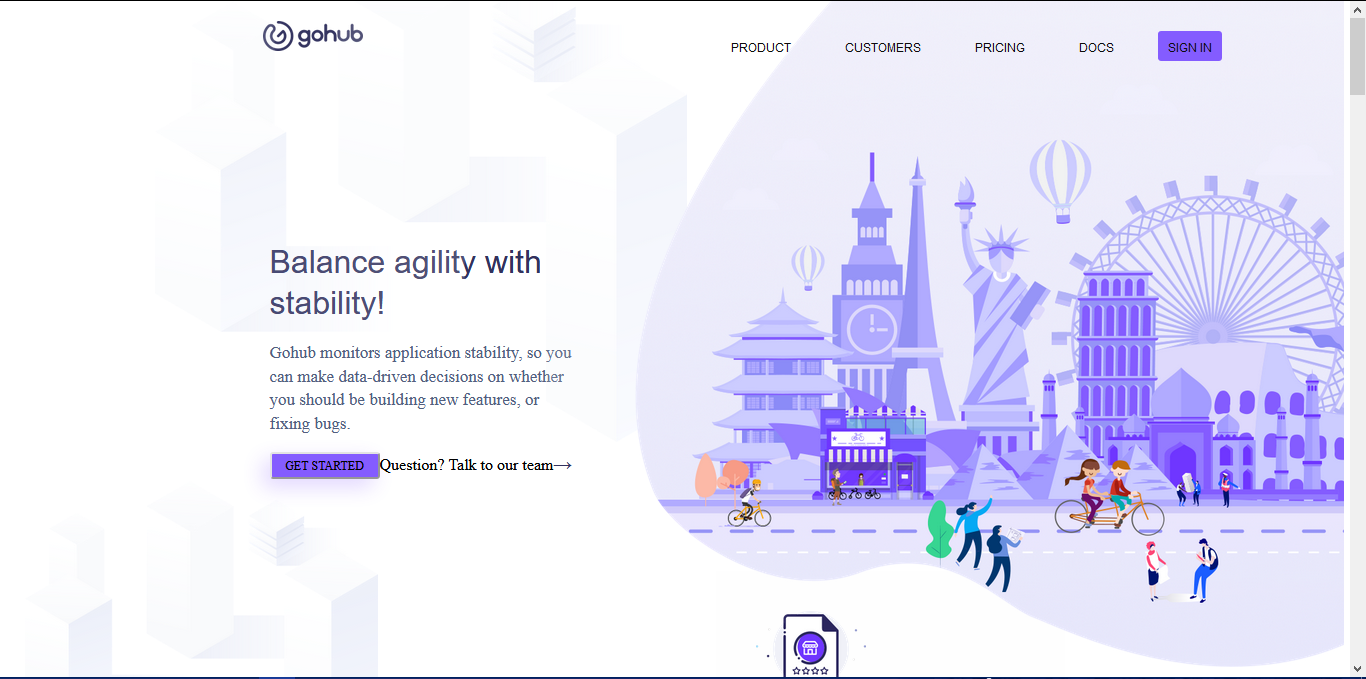 gohub
PRODUCT CUSTOMERS PRICING DOCS SIGN IN
Balance agility with
stability!
Gohub monitors application stability, so you
can make data-driven decisions on whether
you should be building new features, or
fixing bugs.
GET STARTED Question? Talk to our team→